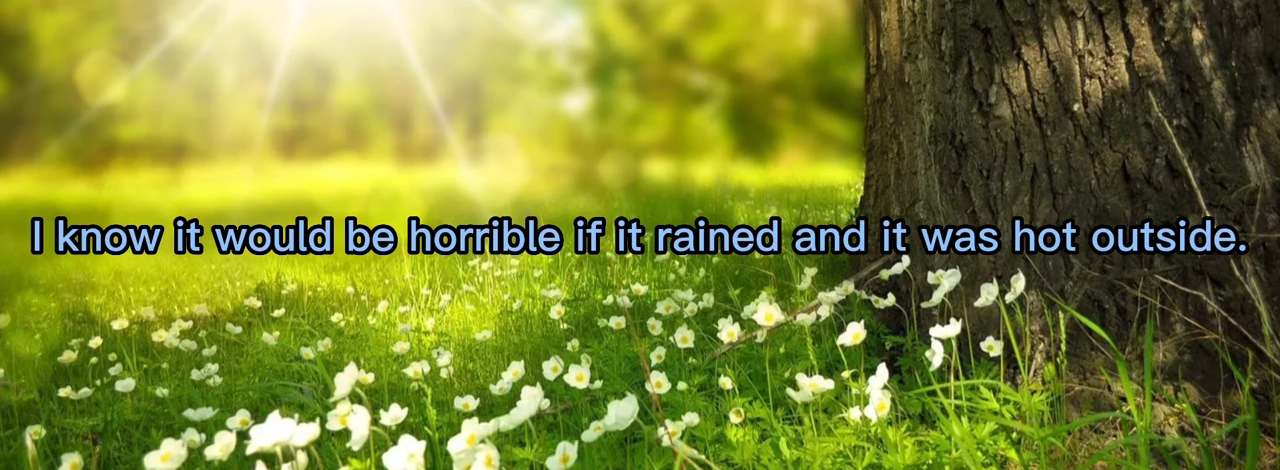 I know it would be horrible if it rained and it was hot outside.